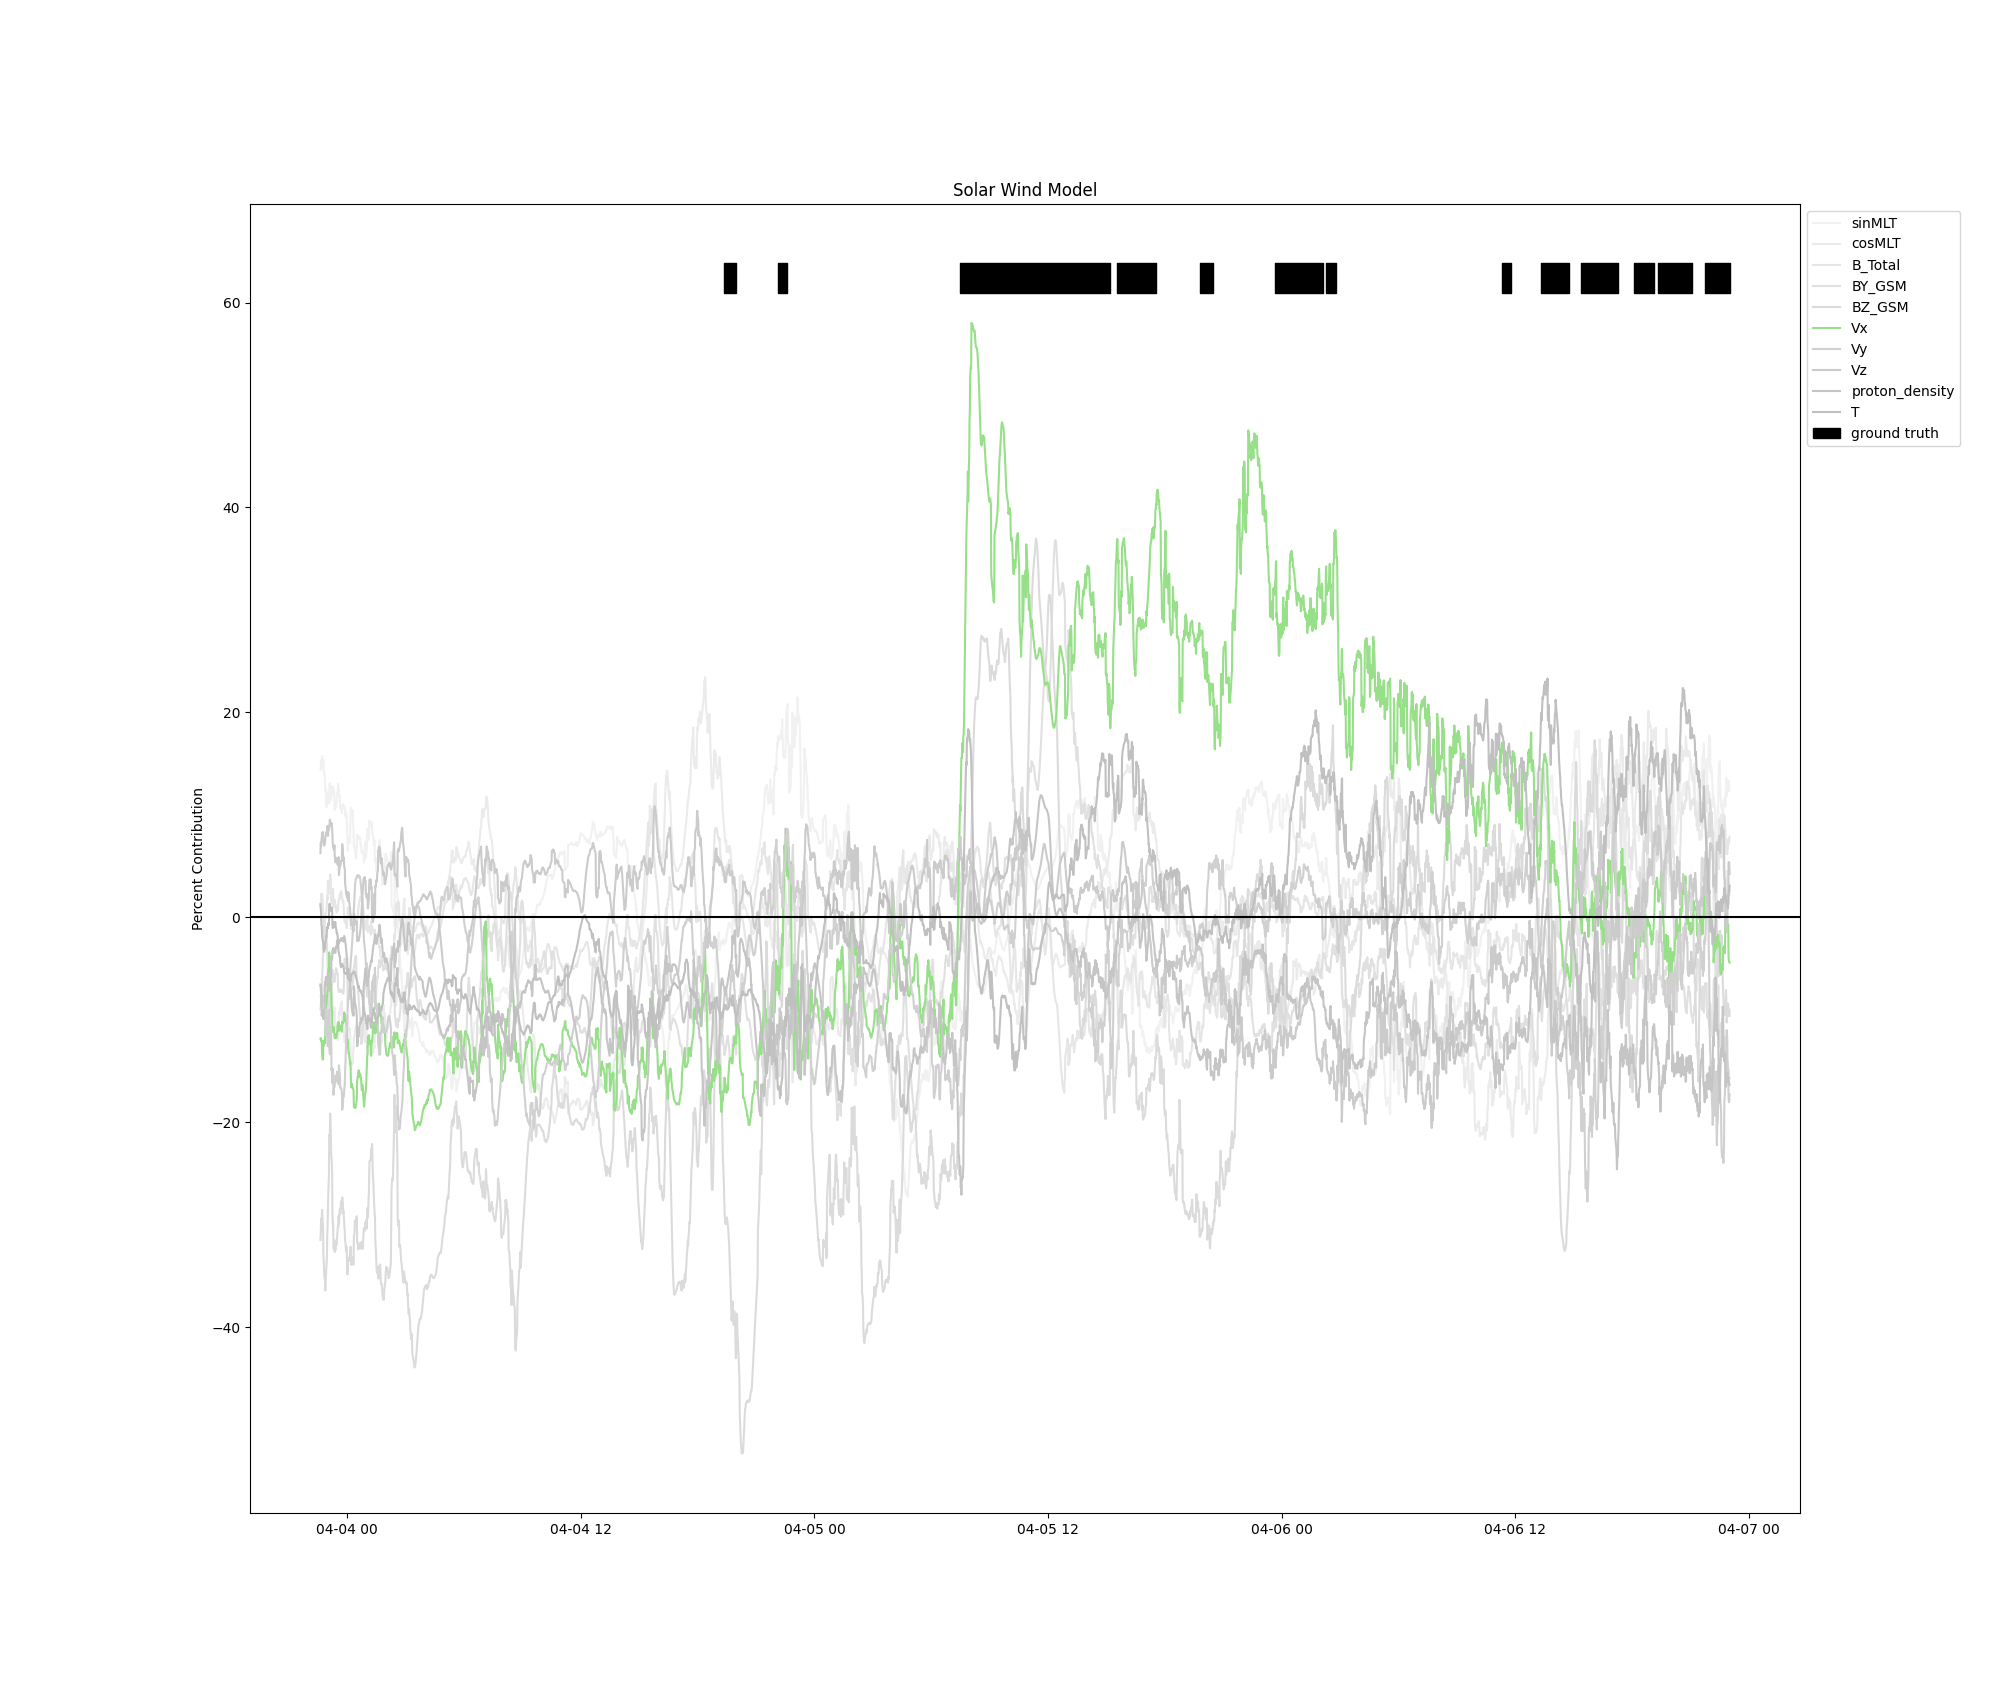 Solar Wind Model
sinMLT
cosMLT
B_Total
BY_GSM
BZ_GSM
Vx
Vy
Vz
proton_density
T
ground truth
60
40
20
0
−20
−40
Percent Contribution
04-04 00
04-04 12
04-05 00
04-05 12
04-06 00
04-06 12
04-07 00